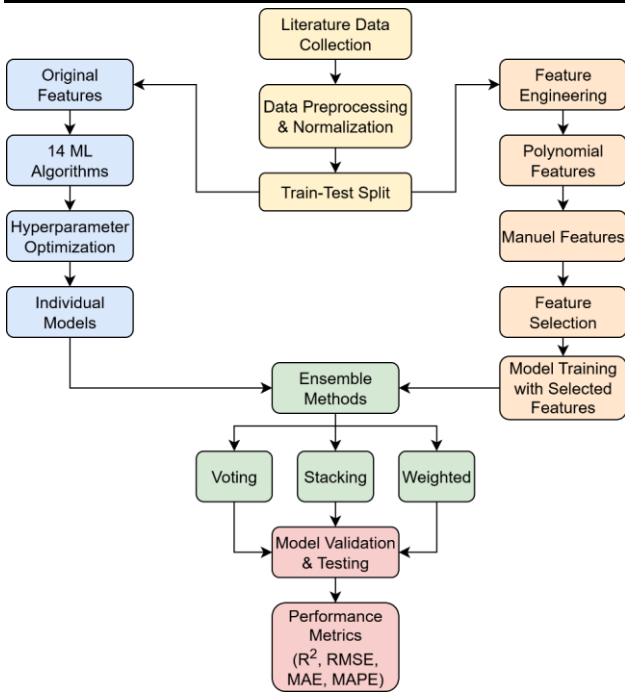 Literature Data
Collection
Data Preprocessing
& Normalization
Train-Test Split
Original
Features
14 ML
Algorithms
Hyperparameter
Optimization
Individual
Models
Feature
Engineering
Polynomial
Features
Manuel Features
Feature
Selection
Model Training
with Selected
Features
Ensemble
Methods
Voting
Stacking
Weighted
Model Validation
& Testing
Performance
Metrics
(R², RMSE,
MAE, MAPE)